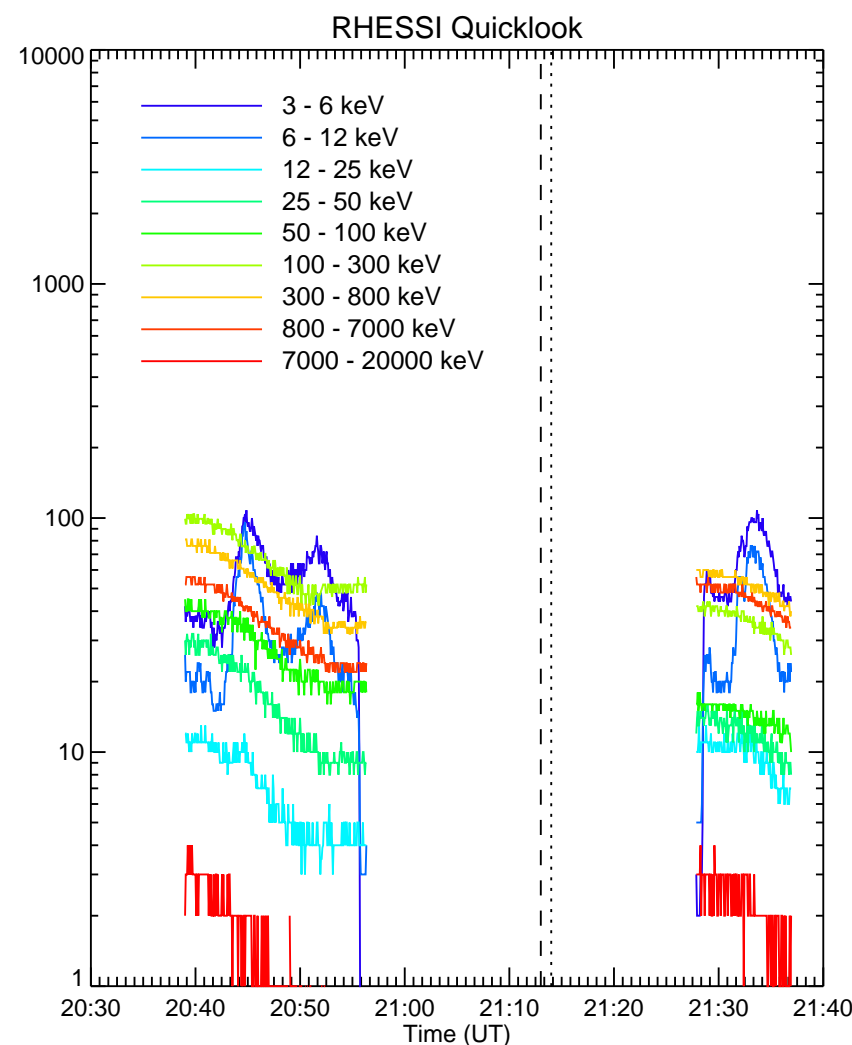 RHESSI Quicklook
10000
1000
100
10
1
3 - 6 keV
6 - 12 keV
12 - 25 keV
25 - 50 keV
50 - 100 keV
100 - 300 keV
300 - 800 keV
800 - 7000 keV
7000 - 20000 keV
20:30 20:40 20:50 21:00 21:10 21:20 21:30 21:40
Time (UT)